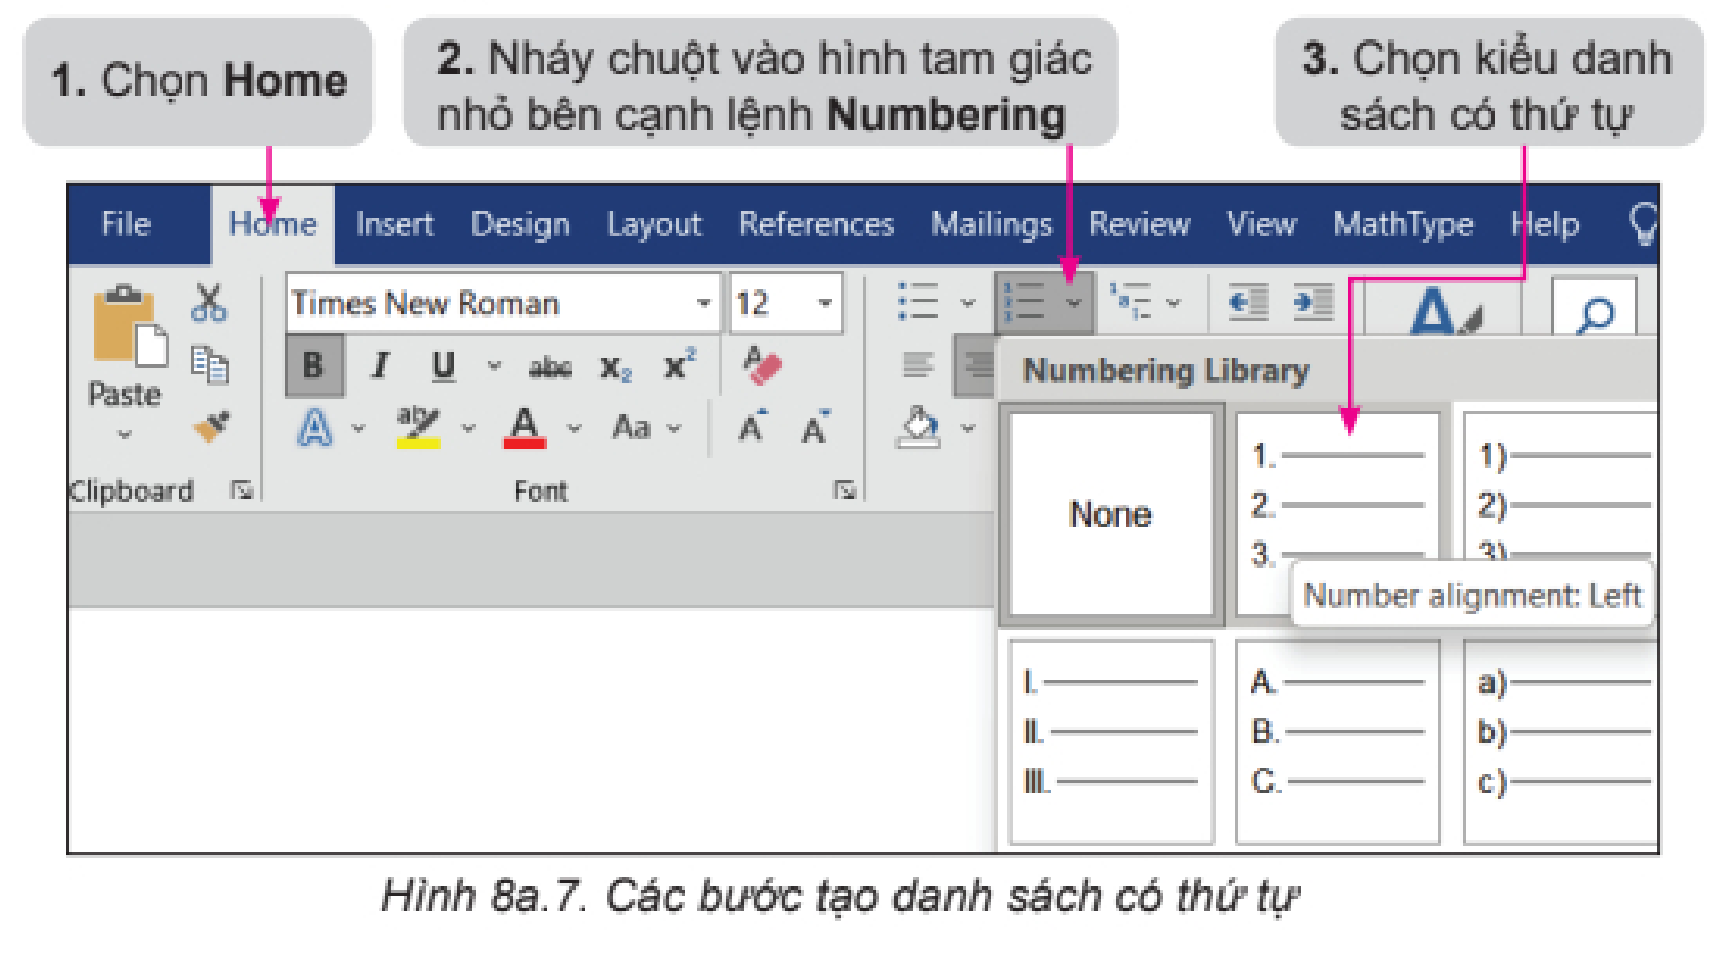 1. Chọn Home
2. Nháy chuột vào hình tam giác
nhỏ bên cạnh lệnh Numbering
3. Chọn kiểu danh
sách có thứ tự
File Home Insert Design Layout References Mailings Review View MathType Help
Times New Roman 12
B I U abc X₂ X²
Paste
A aby A Aa A A
Clipboard Font
Numbering Library
None
1.
2.
3.
1)
2)
3)
Number alignment: Left
I.
II.
III.
A.
B.
C.
a)
b)
c)
Hình 8a.7. Các bước tạo danh sách có thứ tự